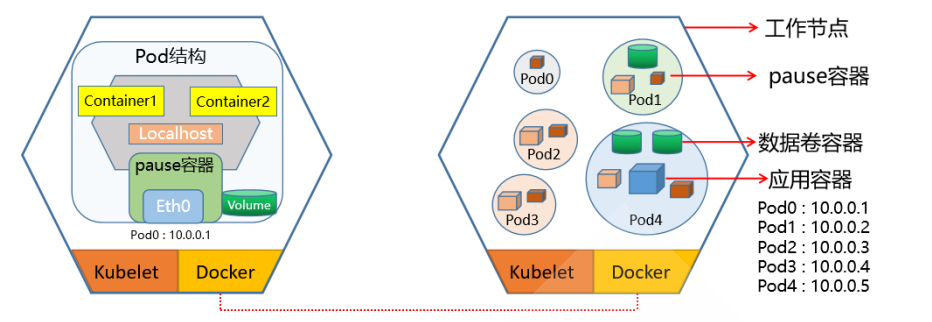 Pod结构
Container1
Container2
Localhost
pause容器
Eth0
Volume
Pod0 : 10.0.0.1
Kubelet
Docker
Pod0
Pod1
Pod2
Pod3
Pod4
Kubelet
Docker
工作节点
pause容器
数据卷容器
应用容器
Pod0 : 10.0.0.1
Pod1 : 10.0.0.2
Pod2 : 10.0.0.3
Pod3 : 10.0.0.4
Pod4 : 10.0.0.5